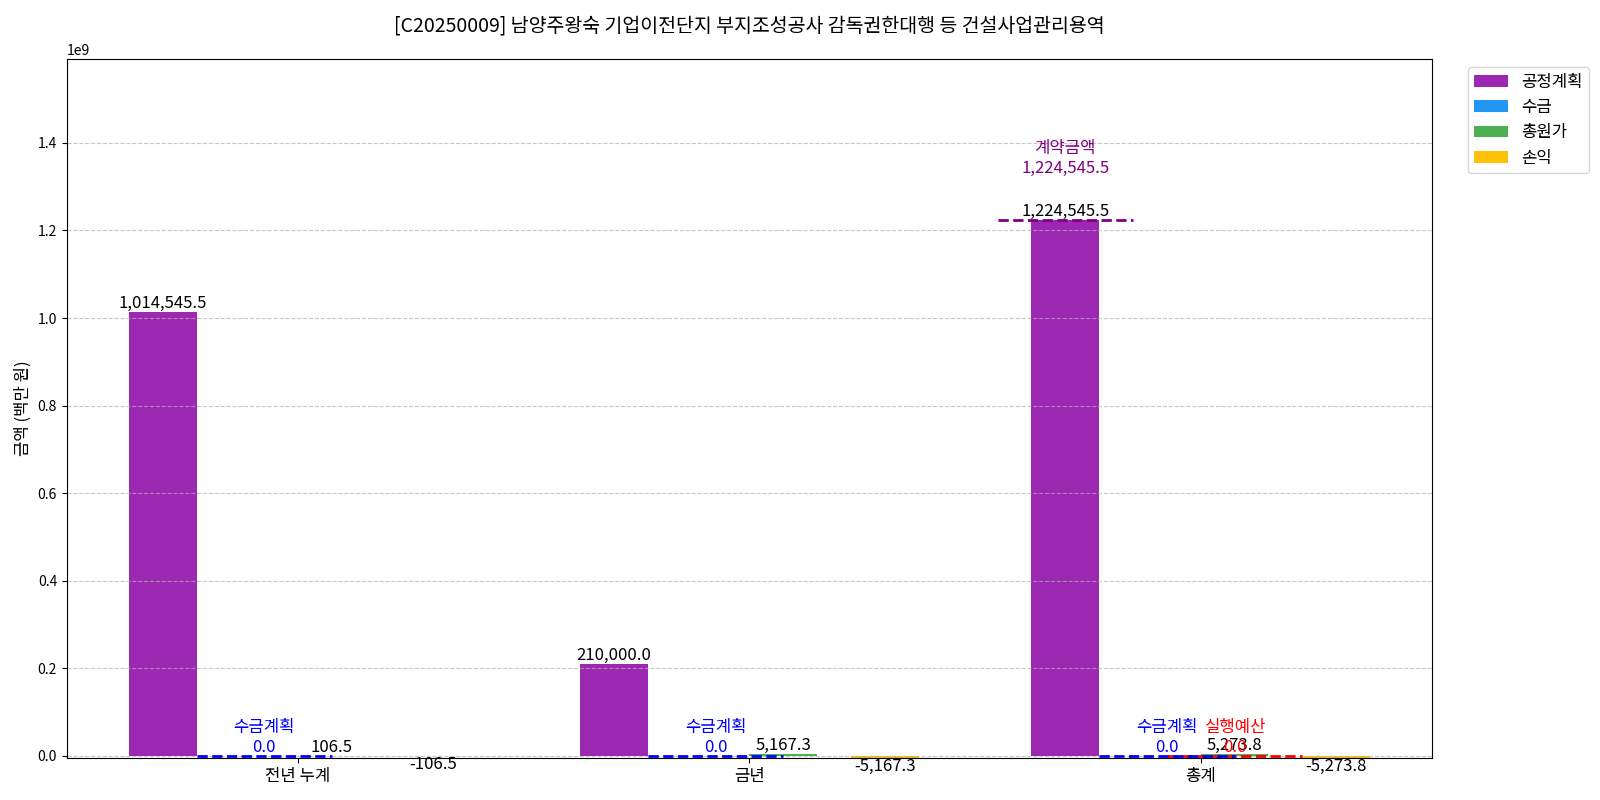 [C20250009] 남양주왕숙 기업이전단지 부지조성공사 감독권한대행 등 건설사업관리용역
1e9
공정계획
수금
총원가
손익
금액 (백만 원)
1.4
1.2
1.0
0.8
0.6
0.4
0.2
0.0
계약금액
1,224,545.5
1,224,545.5
1,014,545.5
210,000.0
수금계획
0.0
106.5
-106.5
수금계획
0.0
5,167.3
-5,167.3
수금계획
0.0
실행예산
0.0
5,273.8
-5,273.8
전년 누계
금년
총계